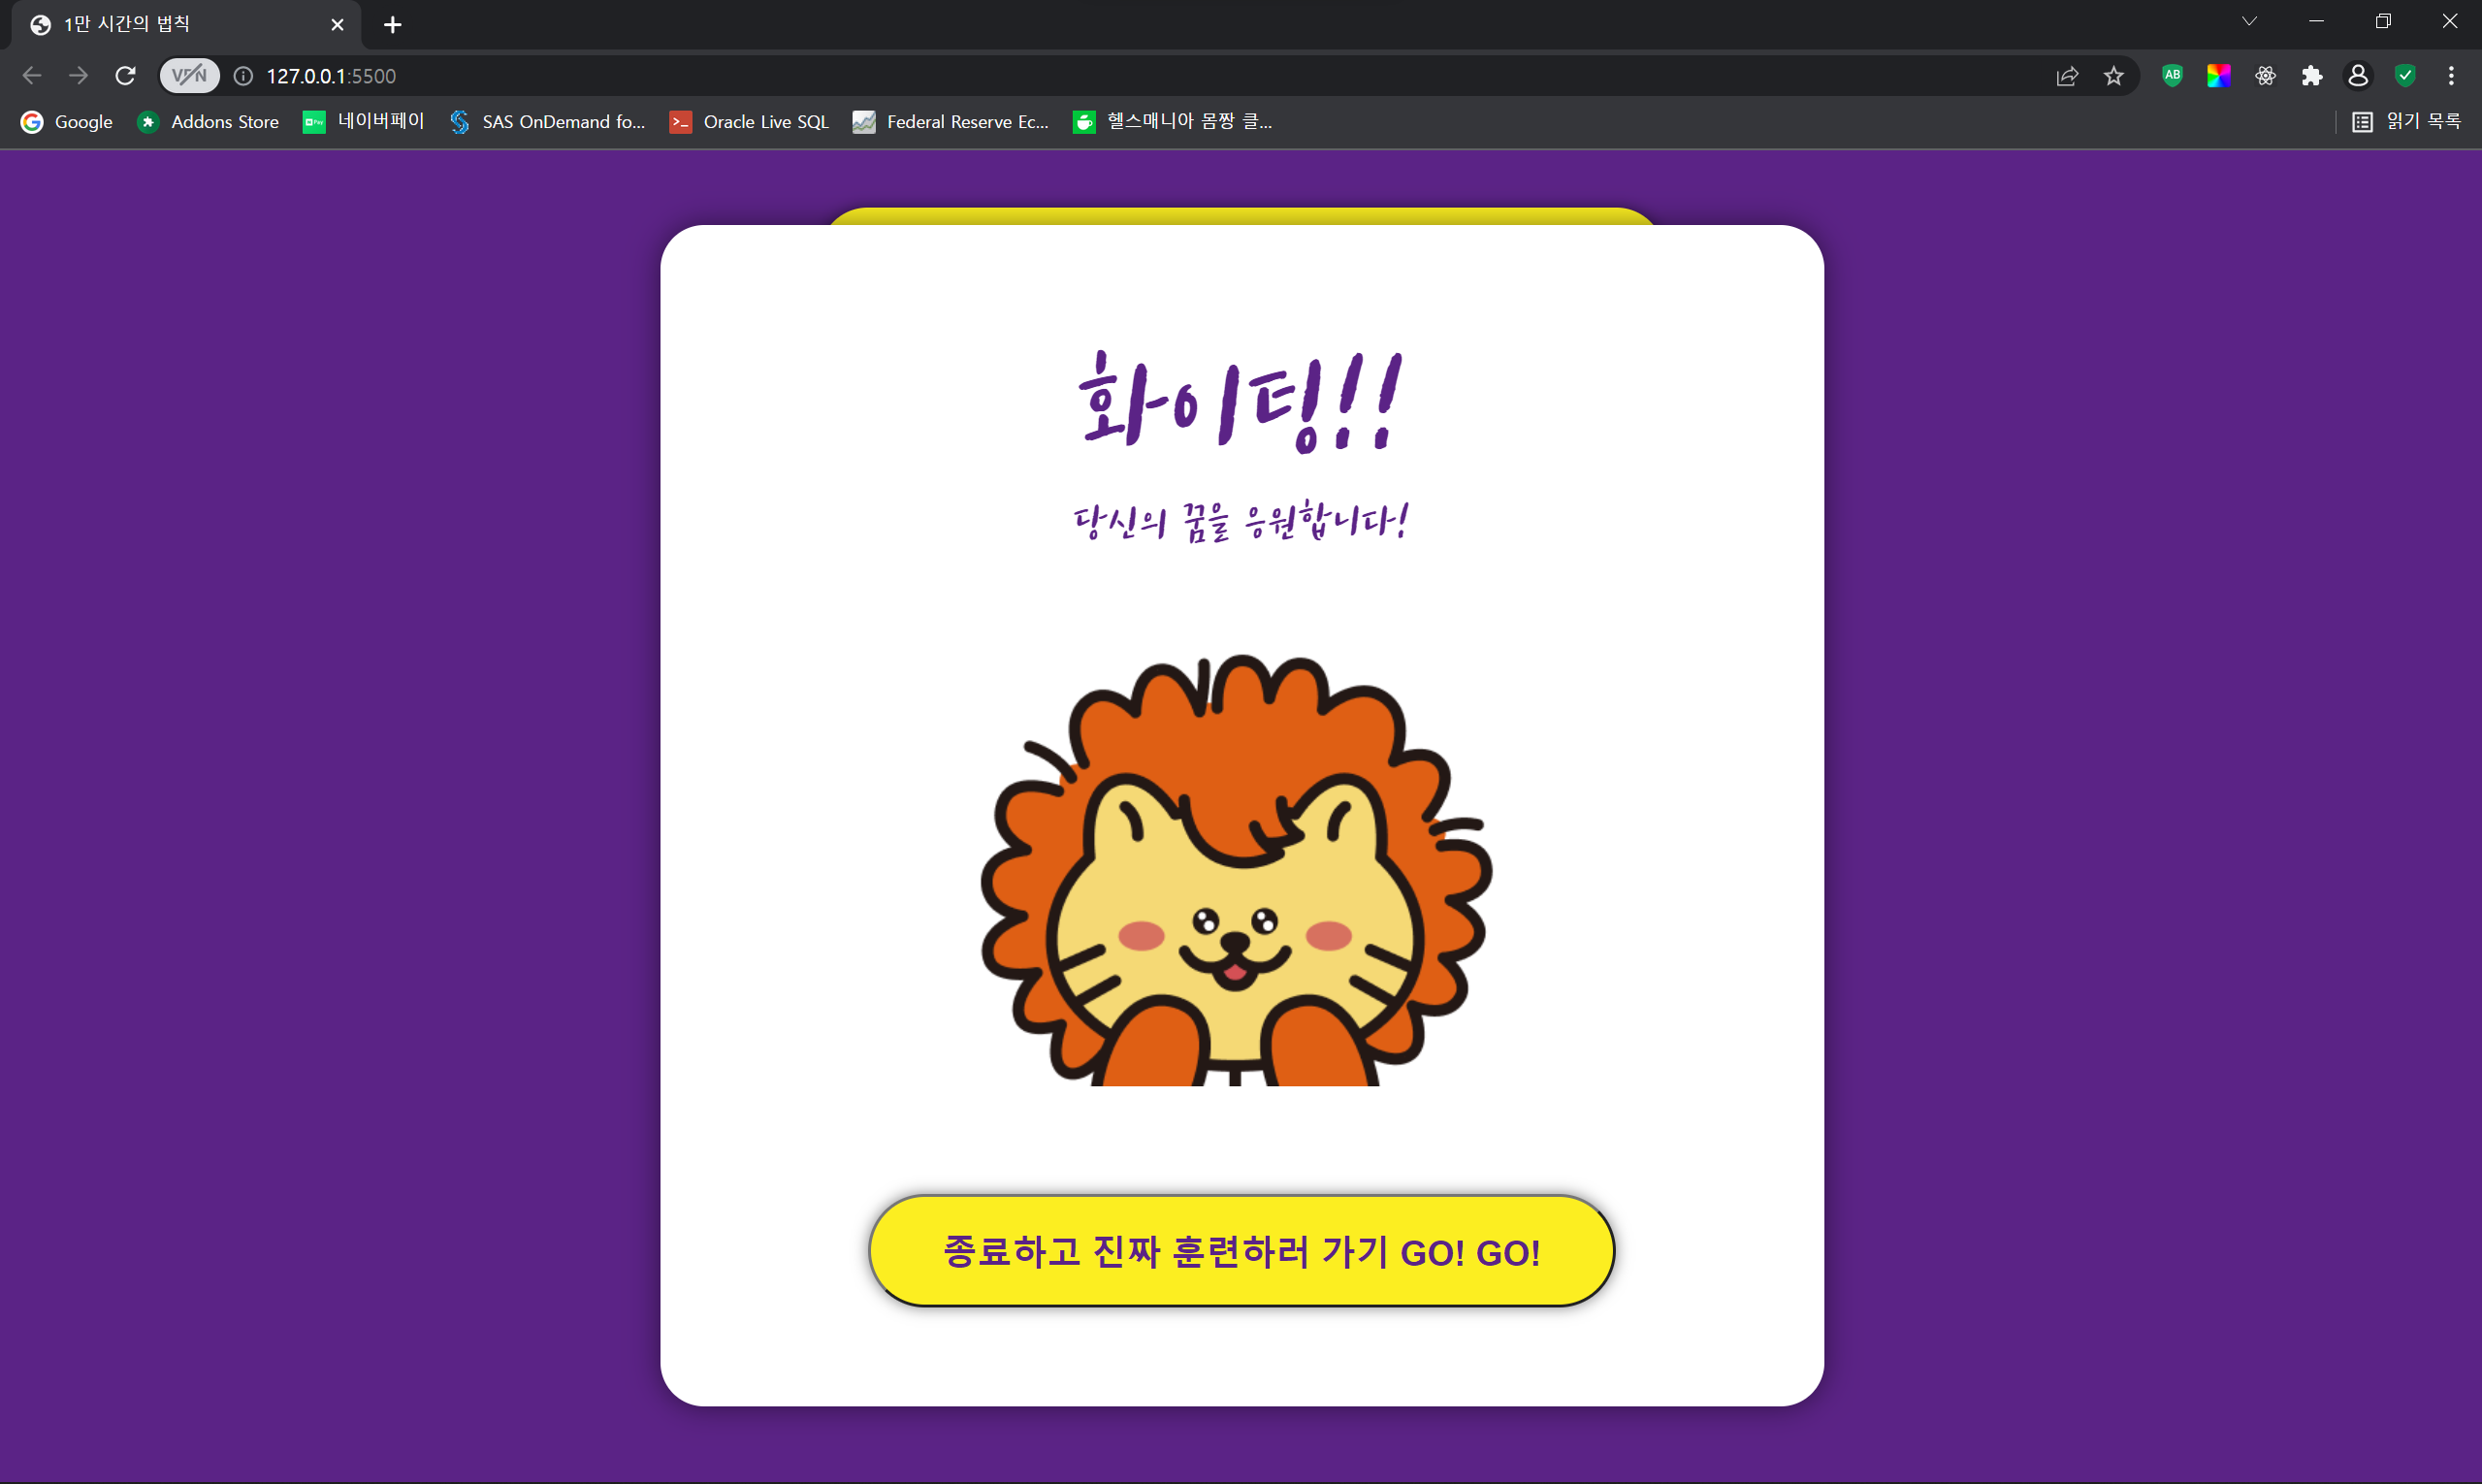 1만 시간의 법칙
VPN
127.0.0.1:5500
AB
Google
Addons Store
N Pay
네이버페이
SAS OnDemand fo...
>_
Oracle Live SQL
Federal Reserve Ec...
헬스매니아 몸짱 클...
읽기 목록
화이팅!!
당신의 꿈을 응원합니다!
종료하고 진짜 훈련하러 가기 GO! GO!